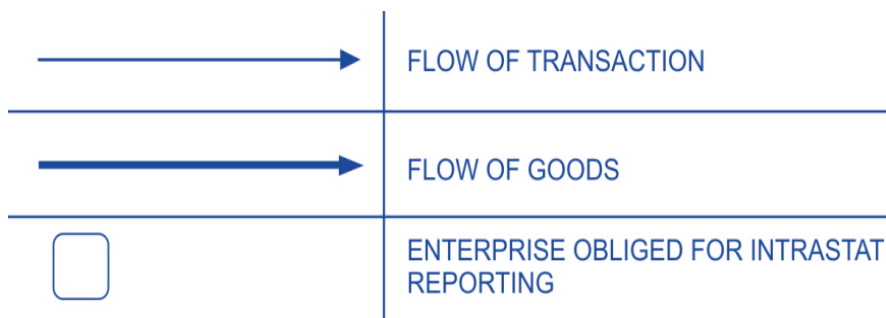 FLOW OF TRANSACTION
FLOW OF GOODS
ENTERPRISE OBLIGED FOR INTRASTAT
REPORTING